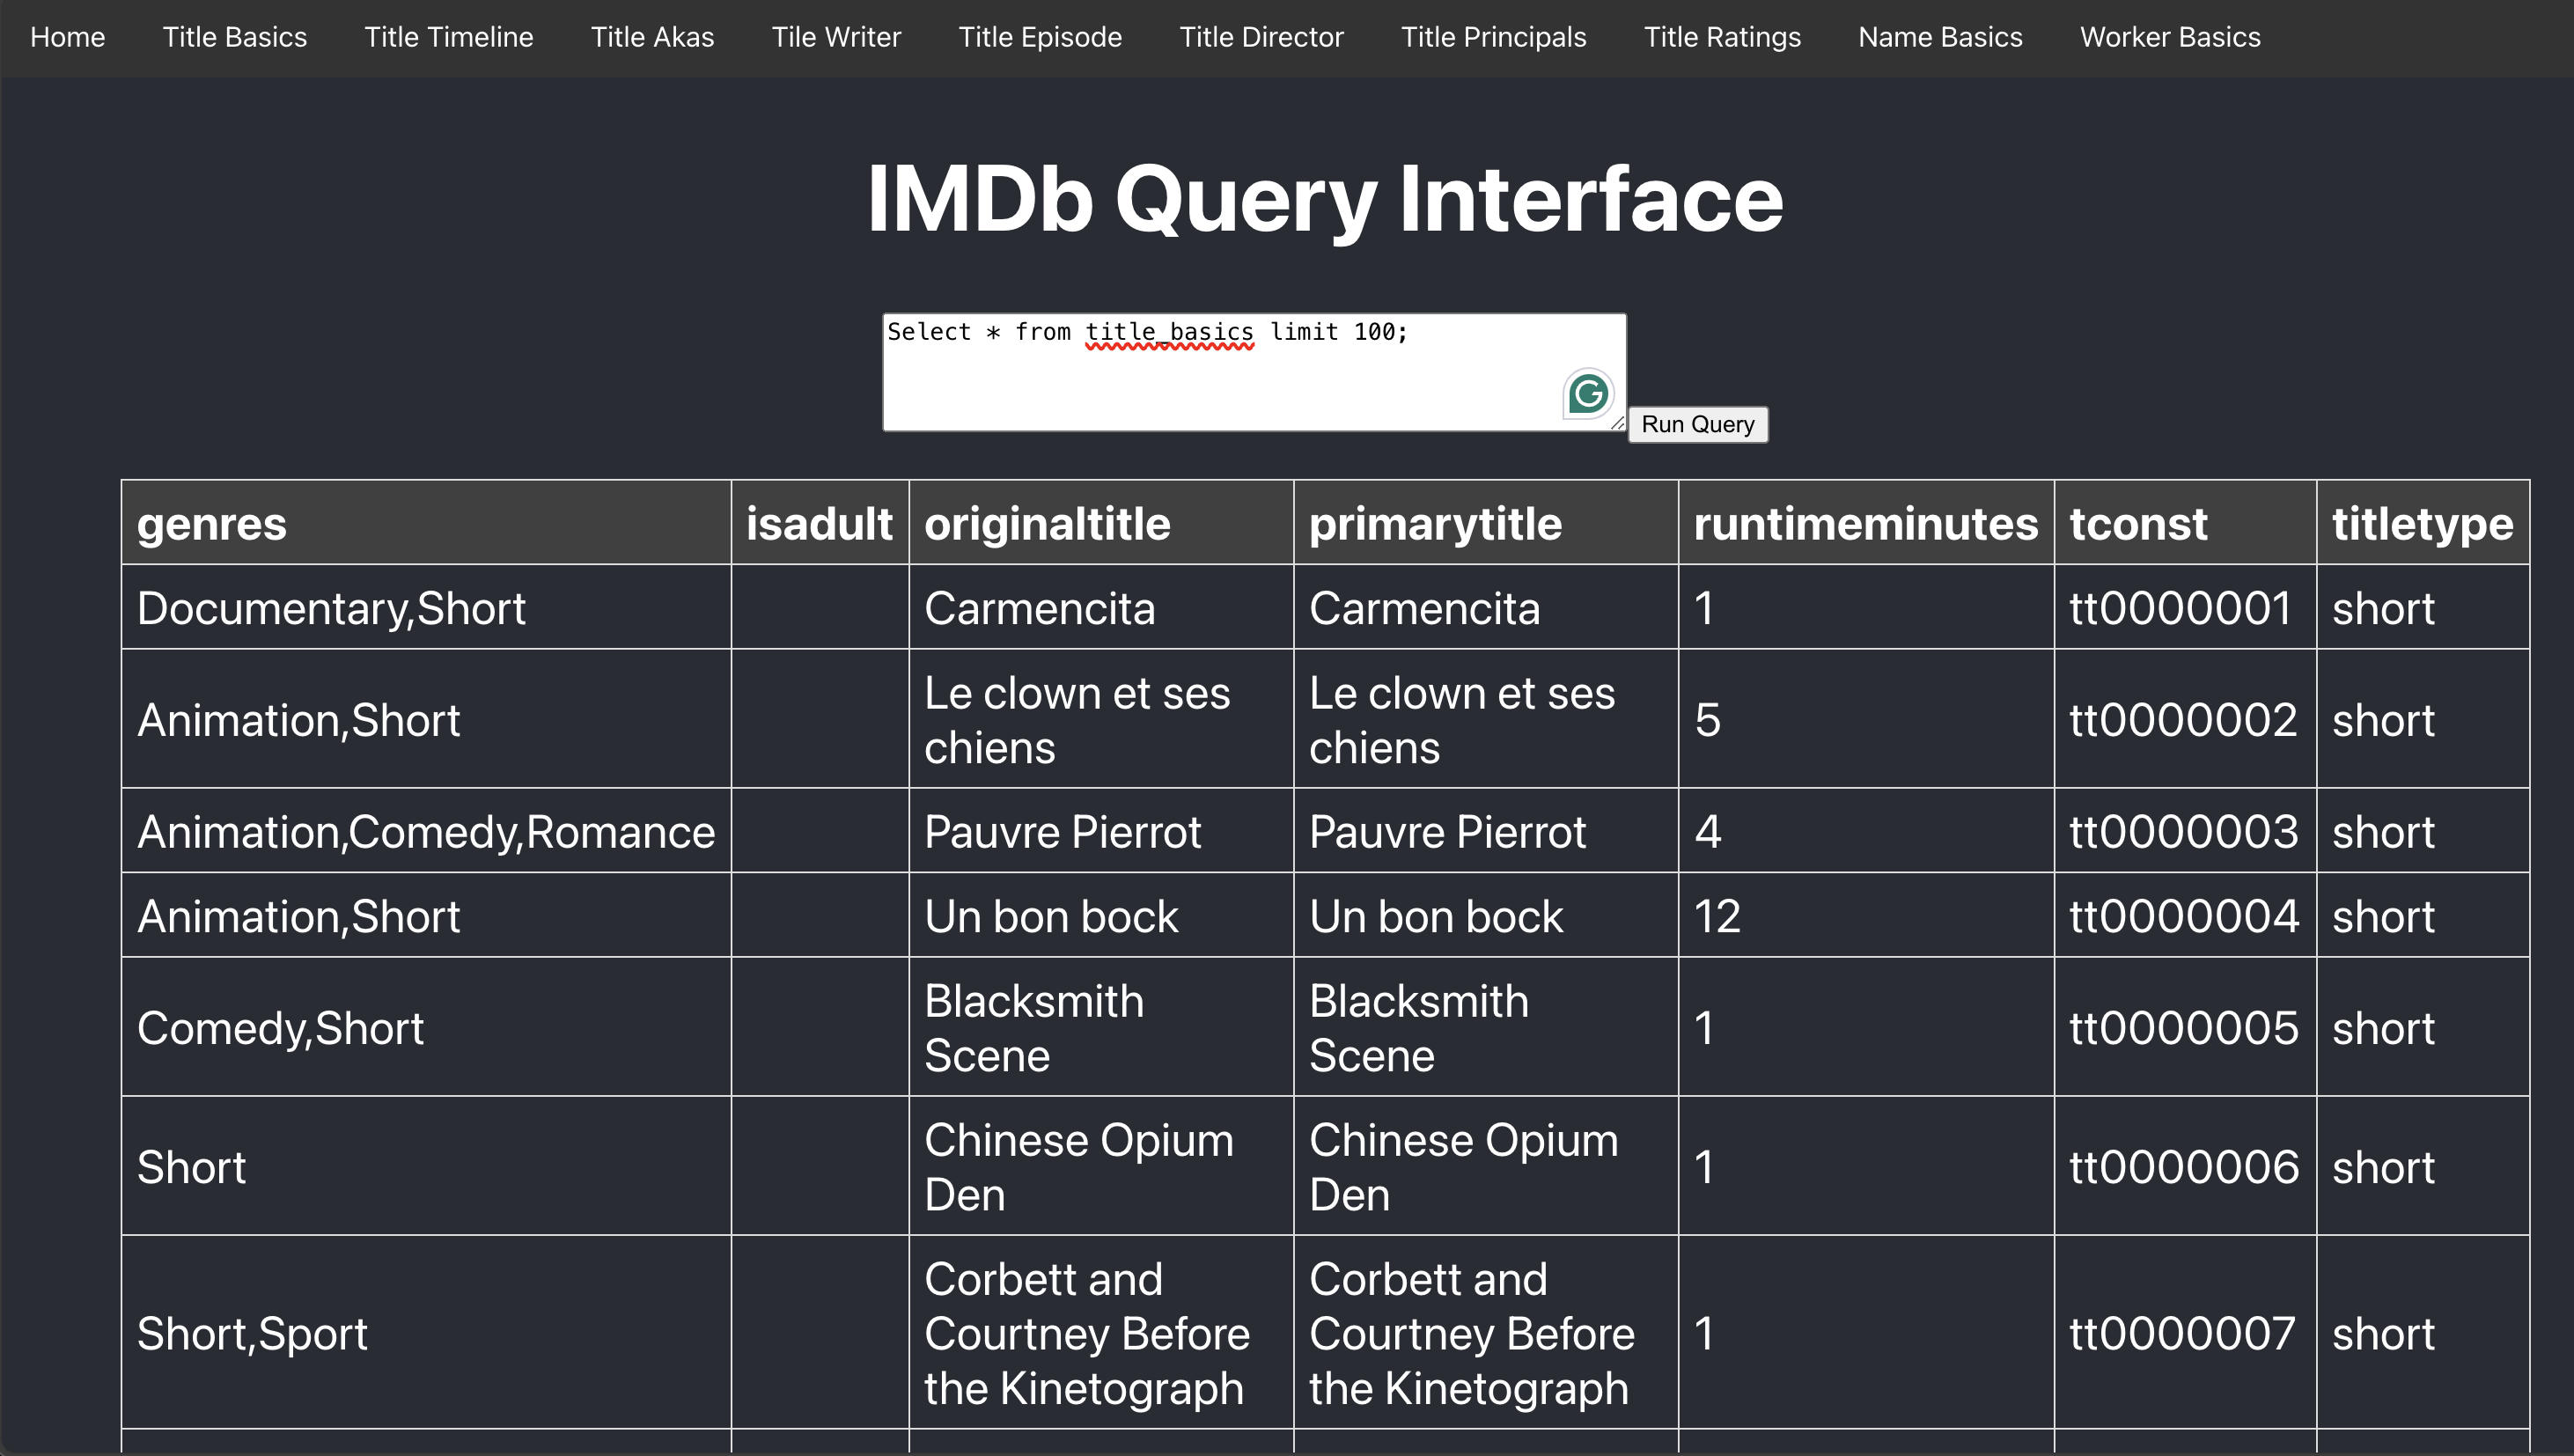 Home Title Basics Title Timeline Title Akas Tile Writer Title Episode Title Director Title Principals Title Ratings Name Basics Worker Basics
IMDb Query Interface
Select * from title_basics limit 100;
G
Run Query
genres isadult originaltitle primarytitle runtimeminutes tconst titletype
Documentary,Short Carmencita Carmencita 1 tt0000001 short
Animation,Short Le clown et ses chiens Le clown et ses chiens 5 tt0000002 short
Animation,Comedy,Romance Pauvre Pierrot Pauvre Pierrot 4 tt0000003 short
Animation,Short Un bon bock Un bon bock 12 tt0000004 short
Comedy,Short Blacksmith Scene Blacksmith Scene 1 tt0000005 short
Short Chinese Opium Den Chinese Opium Den 1 tt0000006 short
Short,Sport Corbett and Courtney Before the Kinetograph Corbett and Courtney Before the Kinetograph 1 tt0000007 short